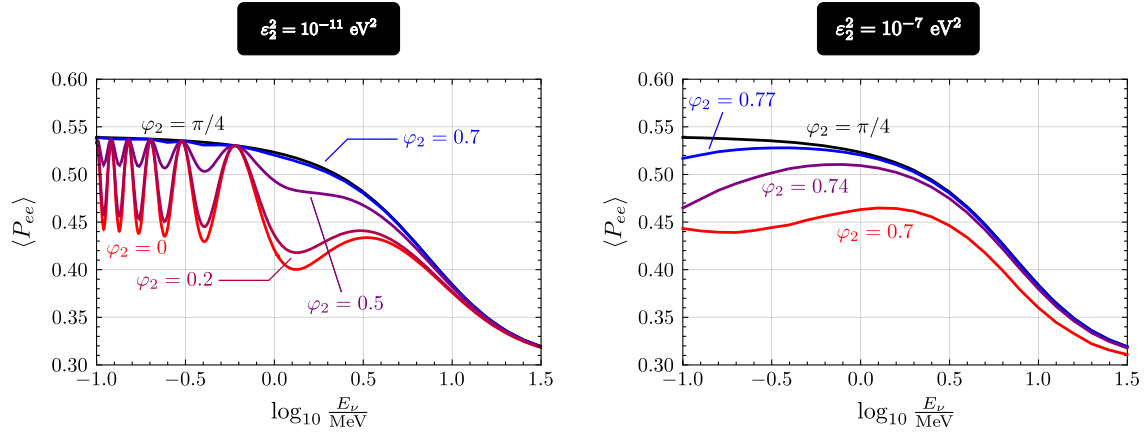 ε₂² = 10⁻¹¹ eV²
0.60
0.55
0.50
0.45
0.40
0.35
0.30
⟨Pₑₑ⟩
φ₂ = π/4
φ₂ = 0.7
φ₂ = 0
φ₂ = 0.2
φ₂ = 0.5
−1.0 −0.5 0.0 0.5 1.0 1.5
log₁₀ E_ν/MeV
ε₂² = 10⁻⁷ eV²
0.60
0.55
0.50
0.45
0.40
0.35
0.30
⟨Pₑₑ⟩
φ₂ = 0.77
φ₂ = π/4
φ₂ = 0.74
φ₂ = 0.7
−1.0 −0.5 0.0 0.5 1.0 1.5
log₁₀ E_ν/MeV